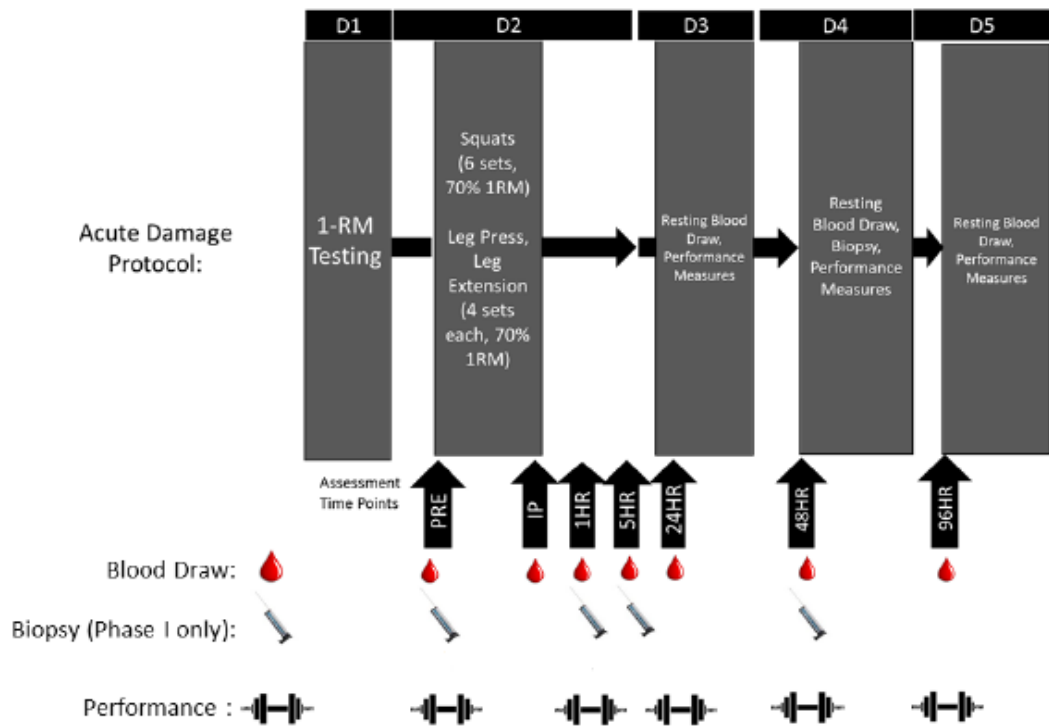 D1
D2
D3
D4
D5
Acute Damage
Protocol:
1-RM
Testing
Squats
(6 sets,
70% 1RM)
Leg Press,
Leg
Extension
(4 sets
each, 70%
1RM)
Resting Blood
Draw,
Performance
Measures
Resting
Blood Draw,
Biopsy,
Performance
Measures
Resting Blood
Draw,
Performance
Measures
Assessment
Time Points
PRE
IP
1HR
5HR
24HR
48HR
96HR
Blood Draw:
Biopsy (Phase I only):
Performance :